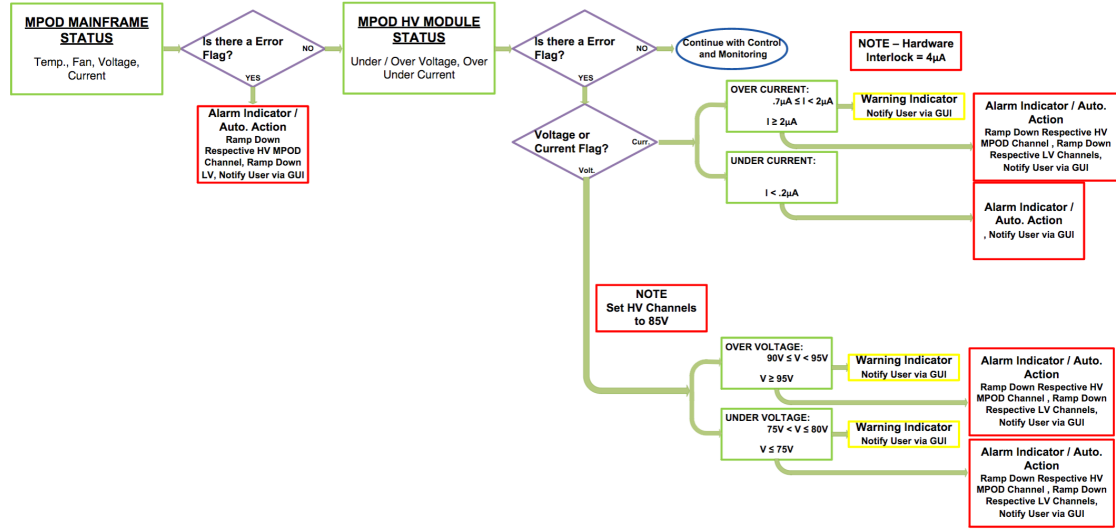 MPOD MAINFRAME
STATUS
Temp., Fan, Voltage,
Current
Is there a Error
Flag?
NO
YES
Alarm Indicator /
Auto. Action
Ramp Down
Respective HV MPOD
Channel, Ramp Down
LV, Notify User via GUI
MPOD HV MODULE
STATUS
Under / Over Voltage, Over
Under Current
Is there a Error
Flag?
NO
YES
Continue with Control
and Monitoring
NOTE – Hardware
Interlock = 4µA
Voltage or
Current Flag?
Curr.
Volt.
OVER CURRENT:
.7µA ≤ I < 2µA
I ≥ 2µA
Warning Indicator
Notify User via GUI
Alarm Indicator / Auto.
Action
Ramp Down Respective HV
MPOD Channel , Ramp Down
Respective LV Channels,
Notify User via GUI
UNDER CURRENT:
I < .2µA
Alarm Indicator /
Auto. Action
, Notify User via GUI
NOTE
Set HV Channels
to 85V
OVER VOLTAGE:
90V ≤ V < 95V
V ≥ 95V
Warning Indicator
Notify User via GUI
Alarm Indicator / Auto.
Action
Ramp Down Respective HV
MPOD Channel , Ramp Down
Respective LV Channels,
Notify User via GUI
UNDER VOLTAGE:
75V < V ≤ 80V
V ≤ 75V
Warning Indicator
Notify User via GUI
Alarm Indicator / Auto.
Action
Ramp Down Respective HV
MPOD Channel , Ramp Down
Respective LV Channels,
Notify User via GUI